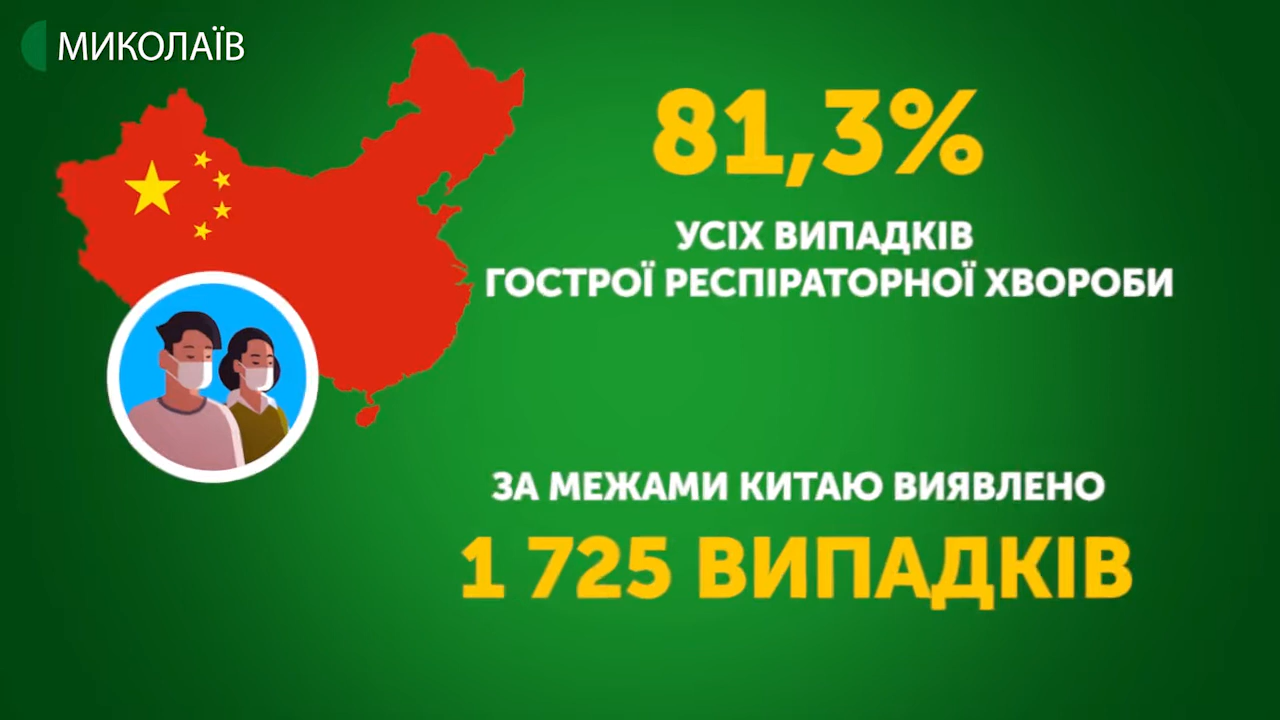 МИКОЛАЇВ
81,3%
УСІХ ВИПАДКІВ
ГОСТРОЇ РЕСПІРАТОРНОЇ ХВОРОБИ
ЗА МЕЖАМИ КИТАЮ ВИЯВЛЕНО
1 725 ВИПАДКІВ